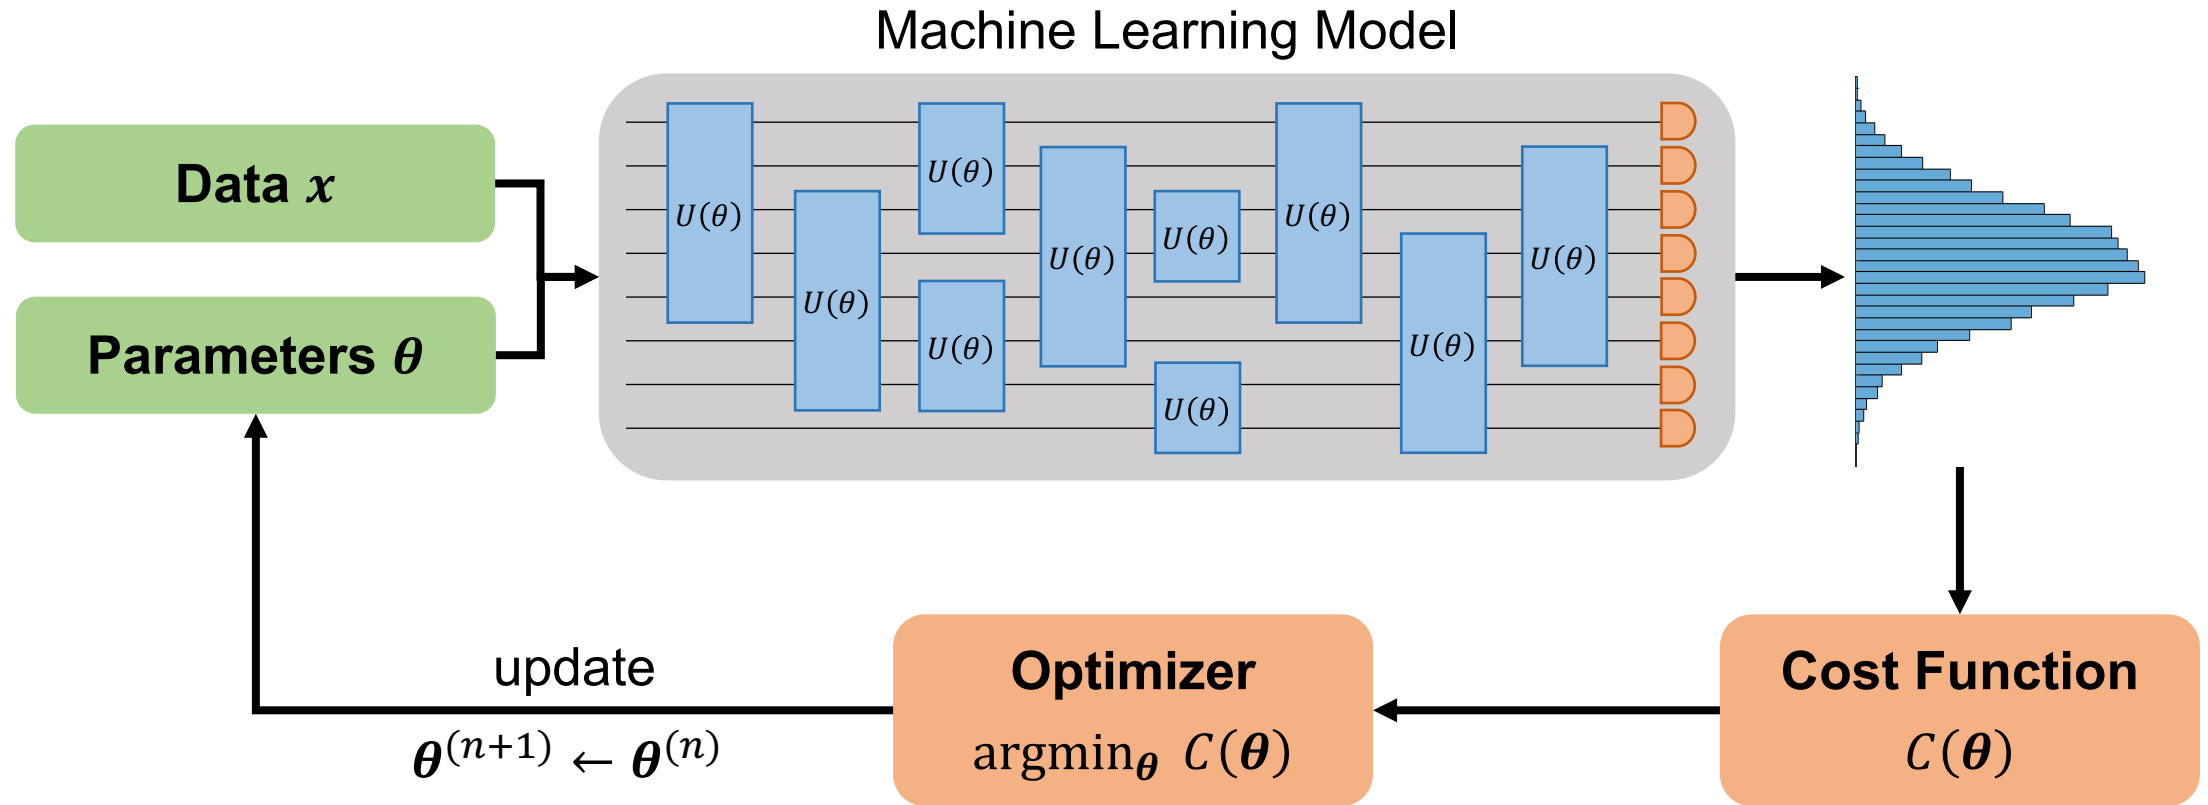 Machine Learning Model
Data x
Parameters θ
U(θ)
U(θ)
U(θ)
U(θ)
U(θ)
U(θ)
U(θ)
U(θ)
U(θ)
U(θ)
update
θ^(n+1) ← θ^(n)
Optimizer
argmin_θ C(θ)
Cost Function
C(θ)